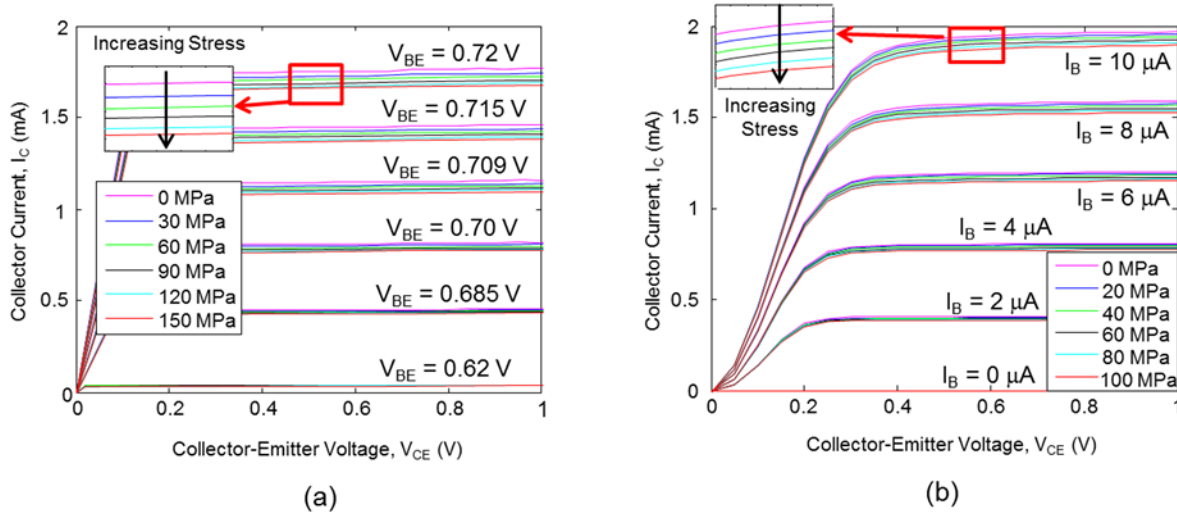 2
1.5
1
0.5
0
0
0.2
0.4
0.6
0.8
1
Collector Current, I_C (mA)
Collector-Emitter Voltage, V_CE (V)
Increasing Stress
V_BE = 0.72 V
V_BE = 0.715 V
V_BE = 0.709 V
V_BE = 0.70 V
V_BE = 0.685 V
V_BE = 0.62 V
0 MPa
30 MPa
60 MPa
90 MPa
120 MPa
150 MPa
(a)
2
1.5
1
0.5
0
0
0.2
0.4
0.6
0.8
1
Collector Current, I_C (mA)
Collector-Emitter Voltage, V_CE (V)
Increasing
Stress
I_B = 10 μA
I_B = 8 μA
I_B = 6 μA
I_B = 4 μA
I_B = 2 μA
I_B = 0 μA
0 MPa
20 MPa
40 MPa
60 MPa
80 MPa
100 MPa
(b)